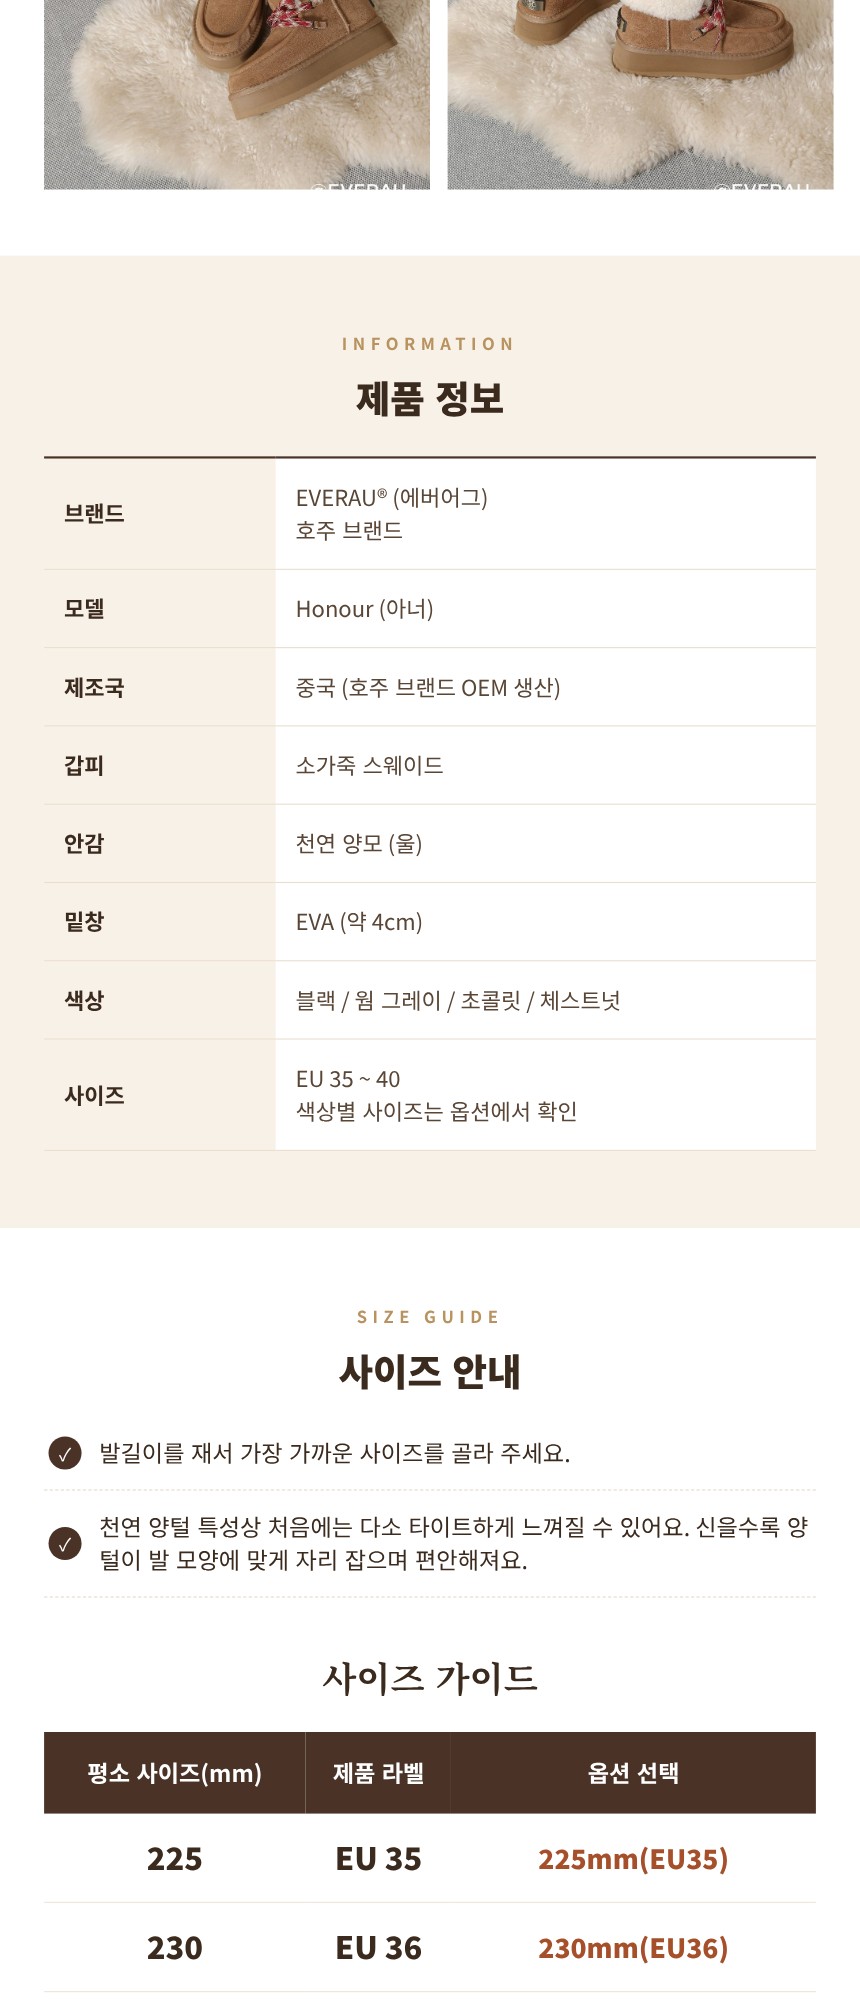 INFORMATION
제품 정보
브랜드
EVERAU® (에버어그)
호주 브랜드
모델
Honour (아너)
제조국
중국 (호주 브랜드 OEM 생산)
갑피
소가죽 스웨이드
안감
천연 양모 (울)
밑창
EVA (약 4cm)
색상
블랙 / 웜 그레이 / 초콜릿 / 체스트넛
사이즈
EU 35 ~ 40
색상별 사이즈는 옵션에서 확인
SIZE GUIDE
사이즈 안내
✓ 발길이를 재서 가장 가까운 사이즈를 골라 주세요.
✓ 천연 양털 특성상 처음에는 다소 타이트하게 느껴질 수 있어요. 신을수록 양
털이 발 모양에 맞게 자리 잡으며 편안해져요.
사이즈 가이드
평소 사이즈(mm) 제품 라벨 옵션 선택
225 EU 35 225mm(EU35)
230 EU 36 230mm(EU36)